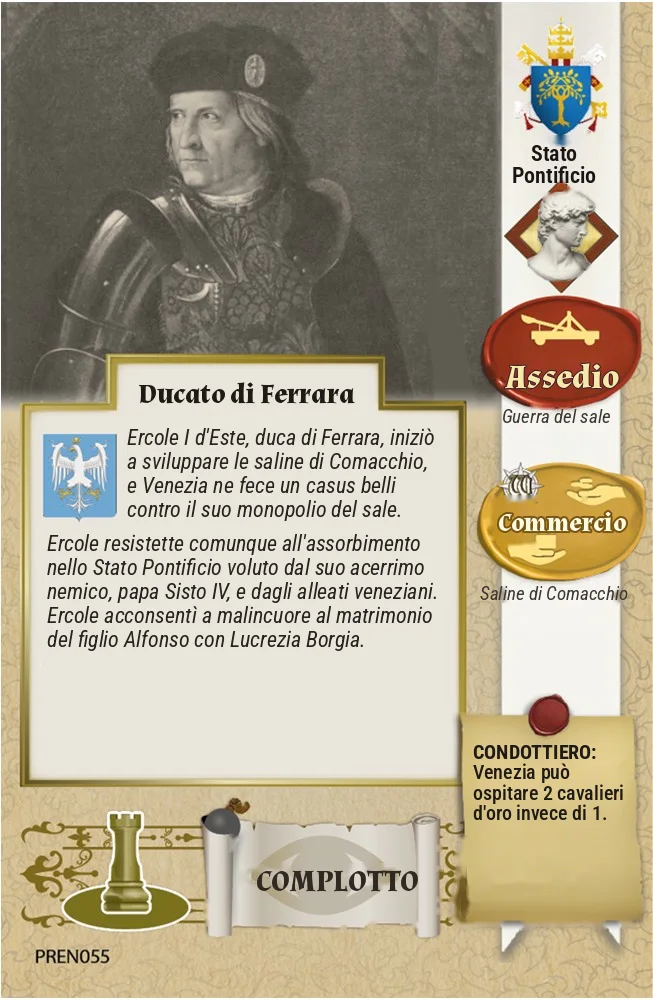 Stato
Pontificio
Assedio
Guerra del sale
Commercio
Saline di Comacchio
Ducato di Ferrara
Ercole I d'Este, duca di Ferrara, iniziò
a sviluppare le saline di Comacchio,
e Venezia ne fece un casus belli
contro il suo monopolio del sale.
Ercole resistette comunque all'assorbimento
nello Stato Pontificio voluto dal suo acerrimo
nemico, papa Sisto IV, e dagli alleati veneziani.
Ercole acconsentì a malincuore al matrimonio
del figlio Alfonso con Lucrezia Borgia.
CONDOTTIERO:
Venezia può
ospitare 2 cavalieri
d'oro invece di 1.
COMPLOTTO
PREN055